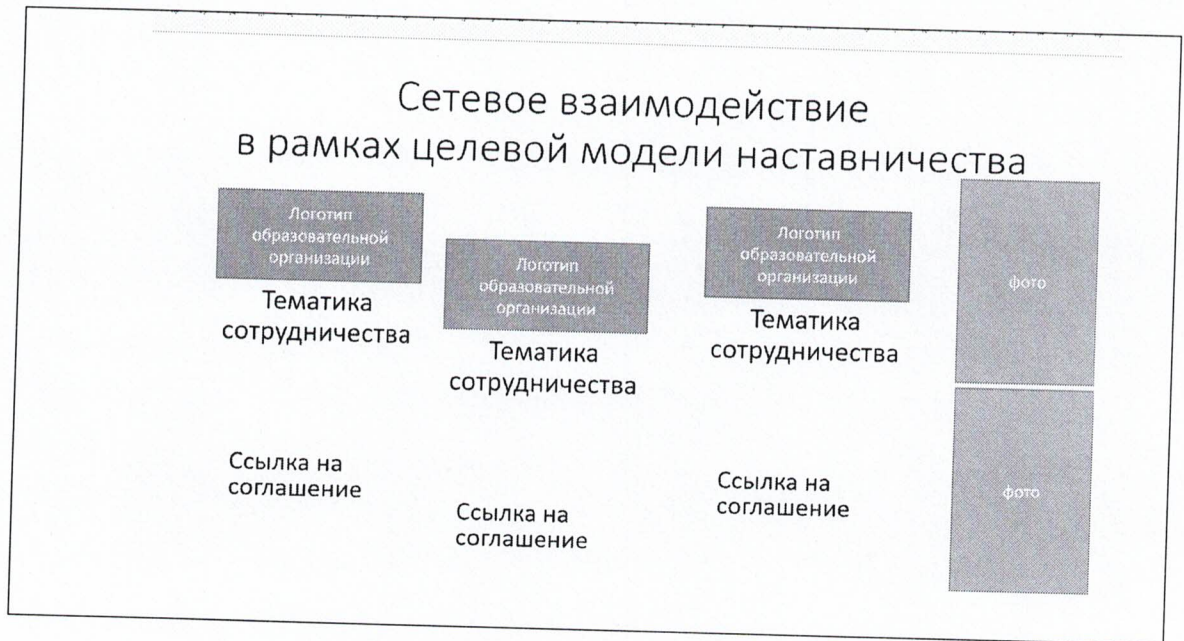 Сетевое взаимодействие
в рамках целевой модели наставничества
Логотип
образовательной
организации
Тематика
сотрудничества
Ссылка на
соглашение
Логотип
образовательной
организации
Тематика
сотрудничества
Ссылка на
соглашение
Логотип
образовательной
организации
Тематика
сотрудничества
Ссылка на
соглашение
фото
фото